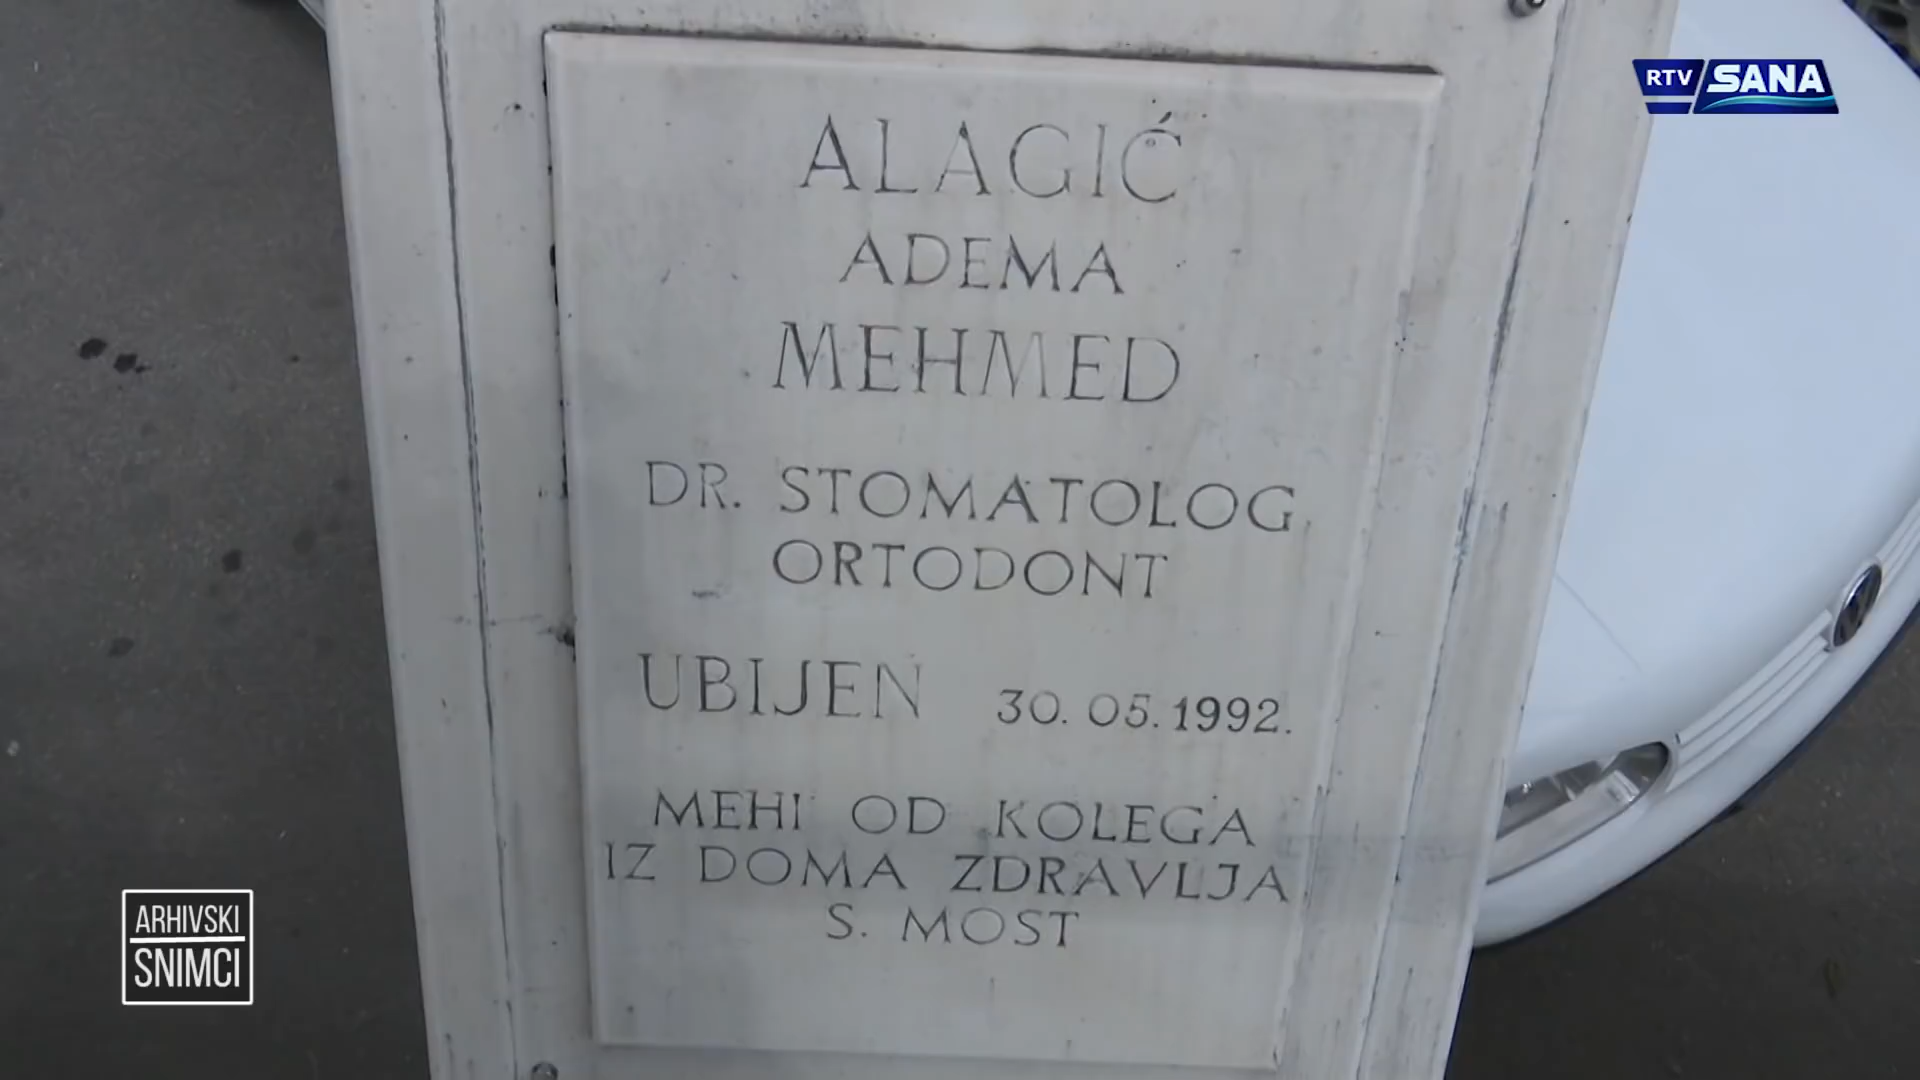 RTV SANA
ALAGIĆ
ADEMA
MEHMED
DR. STOMATOLOG
ORTODONT
UBIJEN 30.05.1992.
MEHI OD KOLEGA
IZ DOMA ZDRAVLJA
S. MOST
ARHIVSKI
SNIMCI